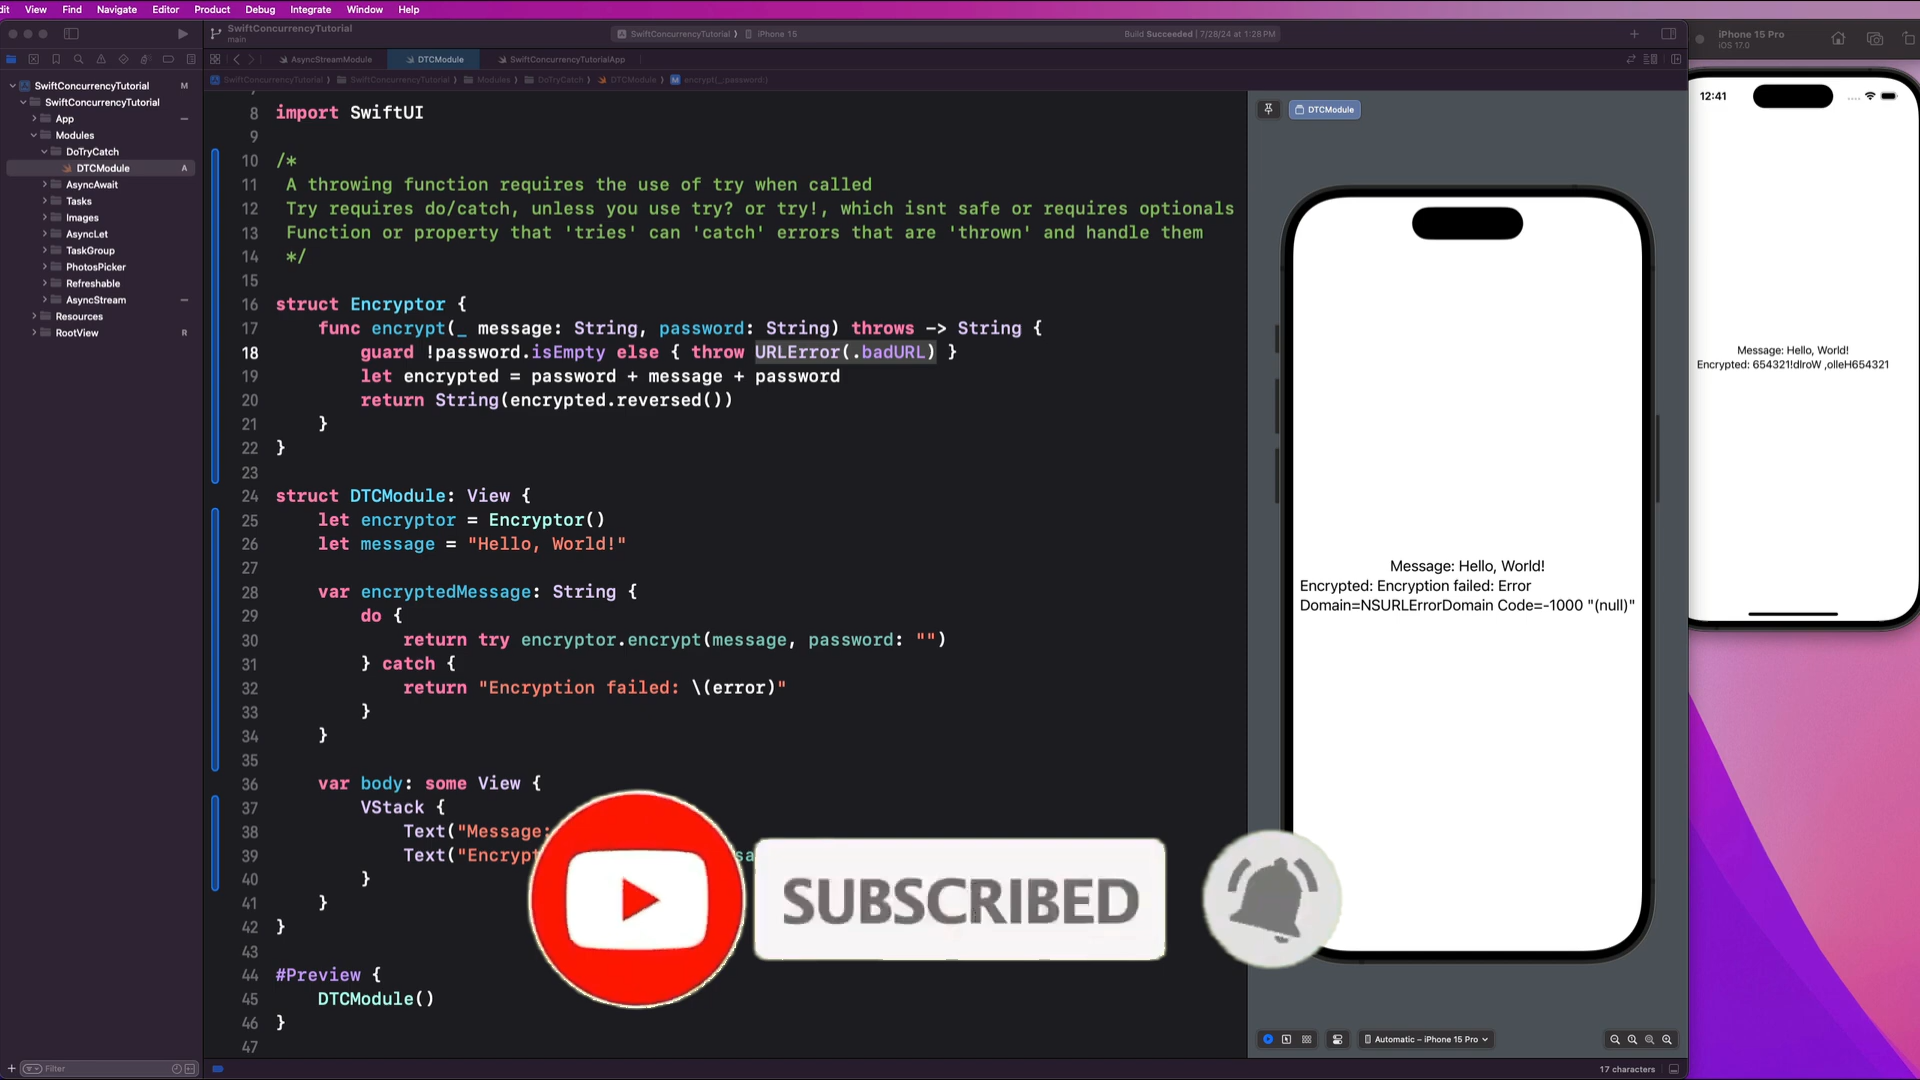 View Find Navigate Editor Product Debug Integrate Window Help
SwiftConcurrencyTutorial
main
SwiftConcurrencyTutorial
iPhone 15
Build Succeeded | 7/28/24 at 1:28 PM
iPhone 15 Pro
iOS 17.0
AsyncStreamModule
DTCModule
SwiftConcurrencyTutorialApp
SwiftConcurrencyTutorial
SwiftConcurrencyTutorial
Modules
DoTryCatch
DTCModule
M encrypt(_:password:)
SwiftConcurrencyTutorial M
SwiftConcurrencyTutorial
App
Modules
DoTryCatch
DTCModule A
AsyncAwait
Tasks
Images
AsyncLet
TaskGroup
PhotosPicker
Refreshable
AsyncStream
Resources
RootView R
Filter
8 import SwiftUI
9
10 /*
11 A throwing function requires the use of try when called
12 Try requires do/catch, unless you use try? or try!, which isnt safe or requires optionals
13 Function or property that 'tries' can 'catch' errors that are 'thrown' and handle them
14 */
15
16 struct Encryptor {
17 func encrypt(_ message: String, password: String) throws -> String {
18 guard !password.isEmpty else { throw URLError(.badURL) }
19 let encrypted = password + message + password
20 return String(encrypted.reversed())
21 }
22 }
23
24 struct DTCModule: View {
25 let encryptor = Encryptor()
26 let message = "Hello, World!"
27
28 var encryptedMessage: String {
29 do {
30 return try encryptor.encrypt(message, password: "")
31 } catch {
32 return "Encryption failed: \(error)"
33 }
34 }
35
36 var body: some View {
37 VStack {
38 Text("Message:
39 Text("Encrypt
40 }
41 }
42 }
43
44 #Preview {
45 DTCModule()
46 }
47
SUBSCRIBED
DTCModule
Message: Hello, World!
Encrypted: Encryption failed: Error
Domain=NSURLErrorDomain Code=-1000 "(null)"
Automatic – iPhone 15 Pro
17 characters
12:41
Message: Hello, World!
Encrypted: 654321!dlroW ,olleH654321